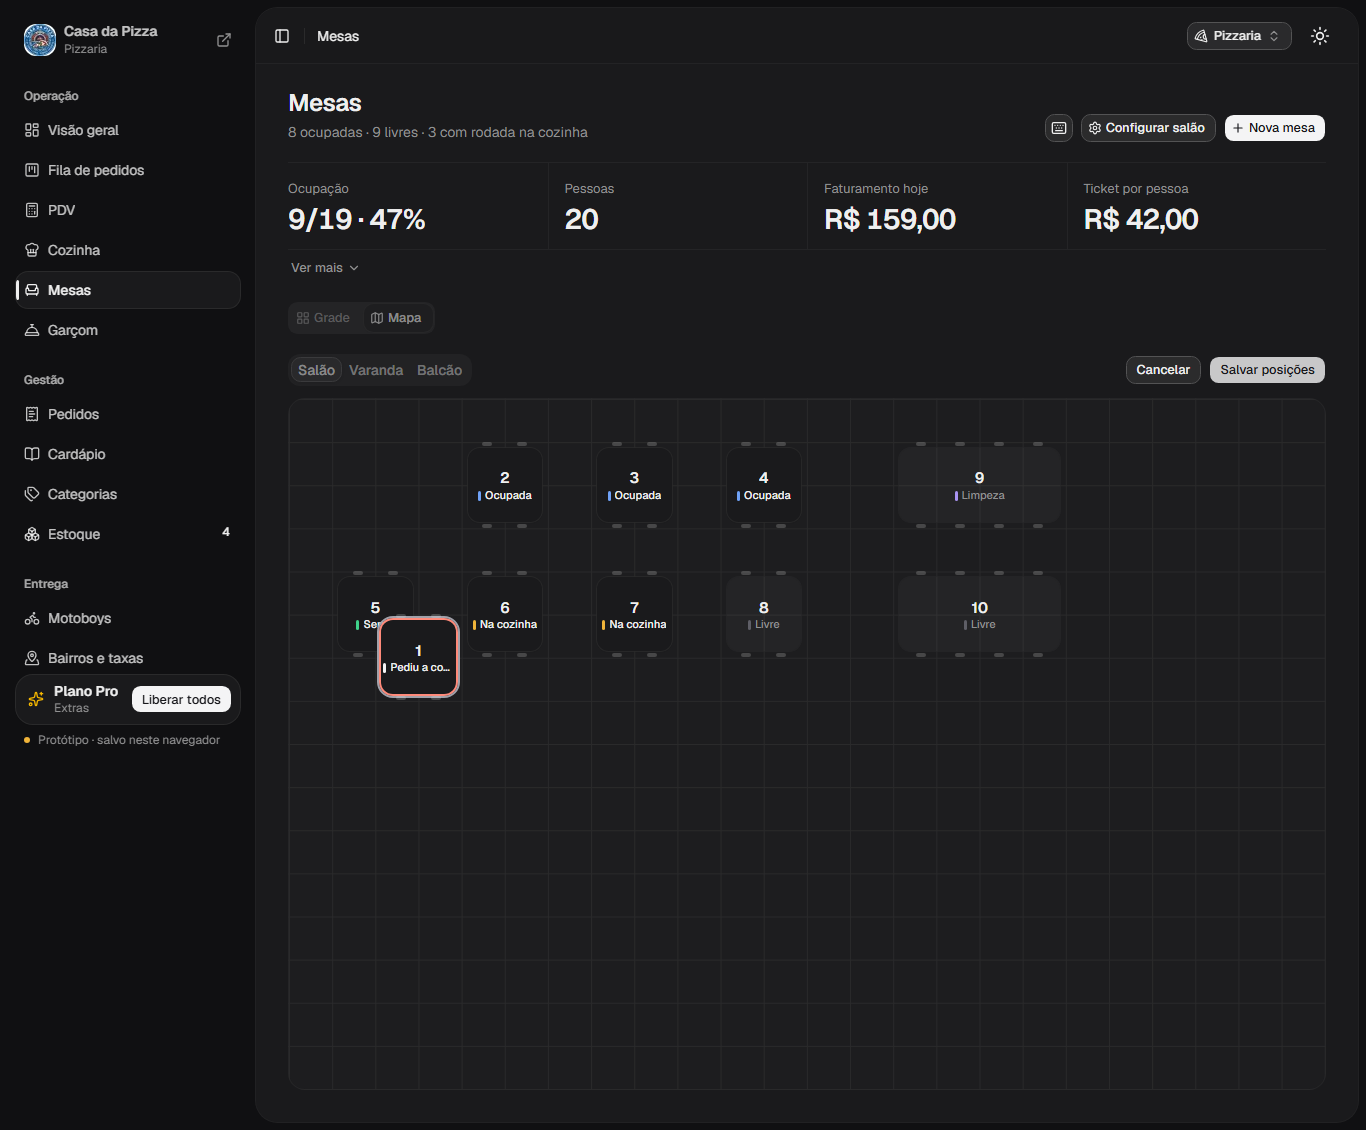 Casa da Pizza
Pizzaria
Operação
Visão geral
Fila de pedidos
PDV
Cozinha
Mesas
Garçom
Gestão
Pedidos
Cardápio
Categorias
Estoque 4
Entrega
Motoboys
Bairros e taxas
Plano Pro
Extras
Liberar todos
Protótipo · salvo neste navegador
Mesas
Pizzaria
Mesas
8 ocupadas · 9 livres · 3 com rodada na cozinha
Configurar salão
Nova mesa
Ocupação
9/19 · 47%
Pessoas
20
Faturamento hoje
R$ 159,00
Ticket por pessoa
R$ 42,00
Ver mais
Grade
Mapa
Salão
Varanda
Balcão
Cancelar
Salvar posições
2
Ocupada
3
Ocupada
4
Ocupada
9
Limpeza
5
Ser
1
Pediu a co...
6
Na cozinha
7
Na cozinha
8
Livre
10
Livre